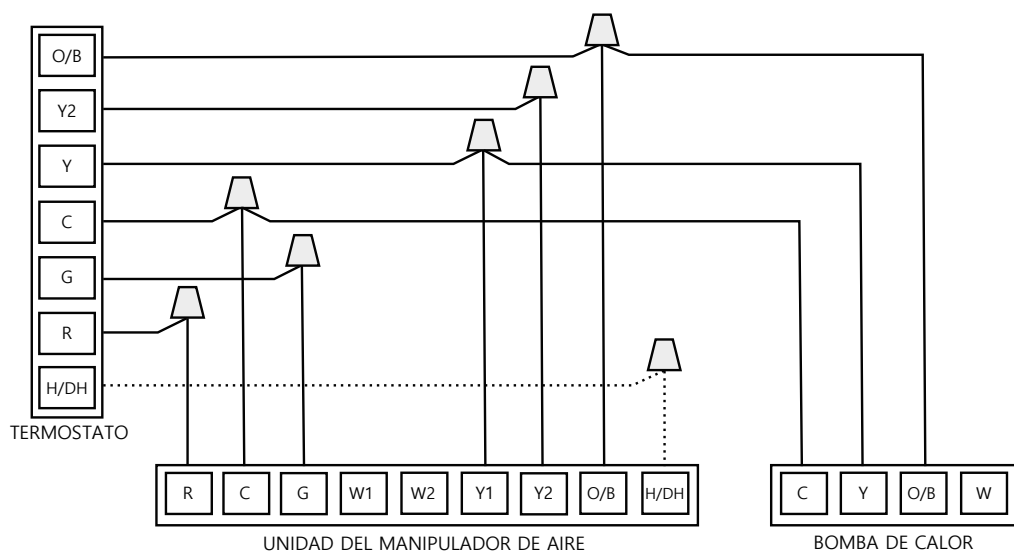 O/B
Y2
Y
C
G
R
H/DH
TERMOSTATO
R C G W1 W2 Y1 Y2 O/B H/DH
UNIDAD DEL MANIPULADOR DE AIRE
C Y O/B W
BOMBA DE CALOR